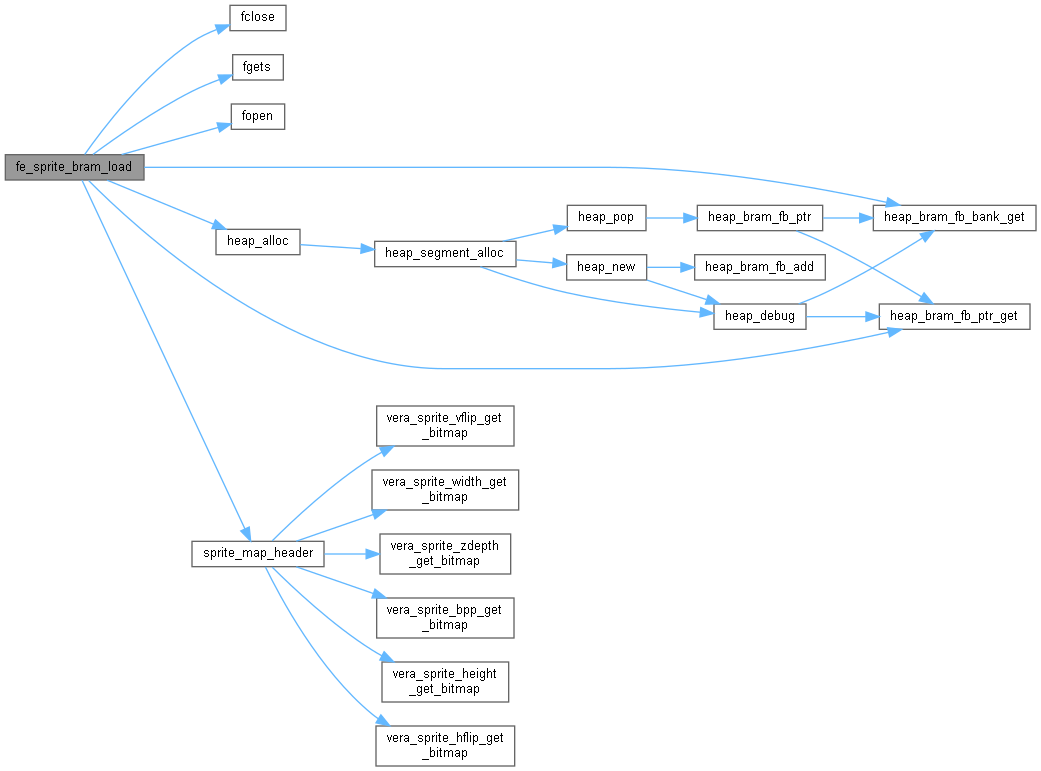 fclose
fgets
fopen
fe_sprite_bram_load
heap_alloc
heap_segment_alloc
heap_pop
heap_bram_fb_ptr
heap_bram_fb_bank_get
heap_new
heap_bram_fb_add
heap_debug
heap_bram_fb_ptr_get
vera_sprite_vflip_get
_bitmap
vera_sprite_width_get
_bitmap
sprite_map_header
vera_sprite_zdepth
_get_bitmap
vera_sprite_bpp_get
_bitmap
vera_sprite_height
_get_bitmap
vera_sprite_hflip_get
_bitmap